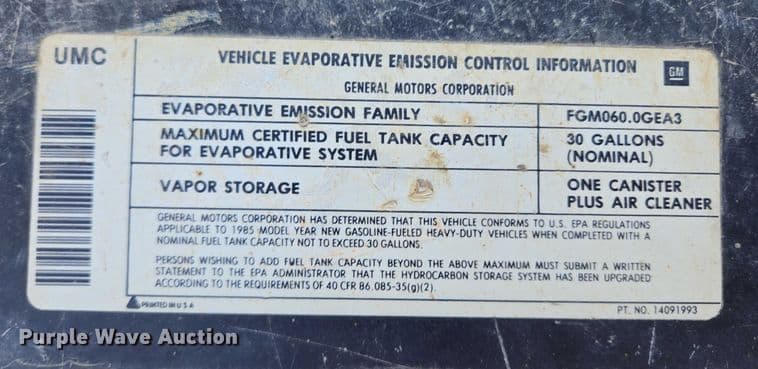 UMC
VEHICLE EVAPORATIVE EMISSION CONTROL INFORMATION
GM
GENERAL MOTORS CORPORATION
EVAPORATIVE EMISSION FAMILY FGM060.0GEA3
MAXIMUM CERTIFIED FUEL TANK CAPACITY 30 GALLONS
FOR EVAPORATIVE SYSTEM (NOMINAL)
VAPOR STORAGE ONE CANISTER
PLUS AIR CLEANER
GENERAL MOTORS CORPORATION HAS DETERMINED THAT THIS VEHICLE CONFORMS TO U.S. EPA REGULATIONS
APPLICABLE TO 1985 MODEL YEAR NEW GASOLINE-FUELED HEAVY-DUTY VEHICLES WHEN COMPLETED WITH A
NOMINAL FUEL TANK CAPACITY NOT TO EXCEED 30 GALLONS.
PERSONS WISHING TO ADD FUEL TANK CAPACITY BEYOND THE ABOVE MAXIMUM MUST SUBMIT A WRITTEN
STATEMENT TO THE EPA ADMINISTRATOR THAT THE HYDROCARBON STORAGE SYSTEM HAS BEEN UPGRADED
ACCORDING TO THE REQUIREMENTS OF 40 CFR 86.085-35(g)(2).
PRINTED IN U S A
PT. NO. 14091993
Purple Wave Auction